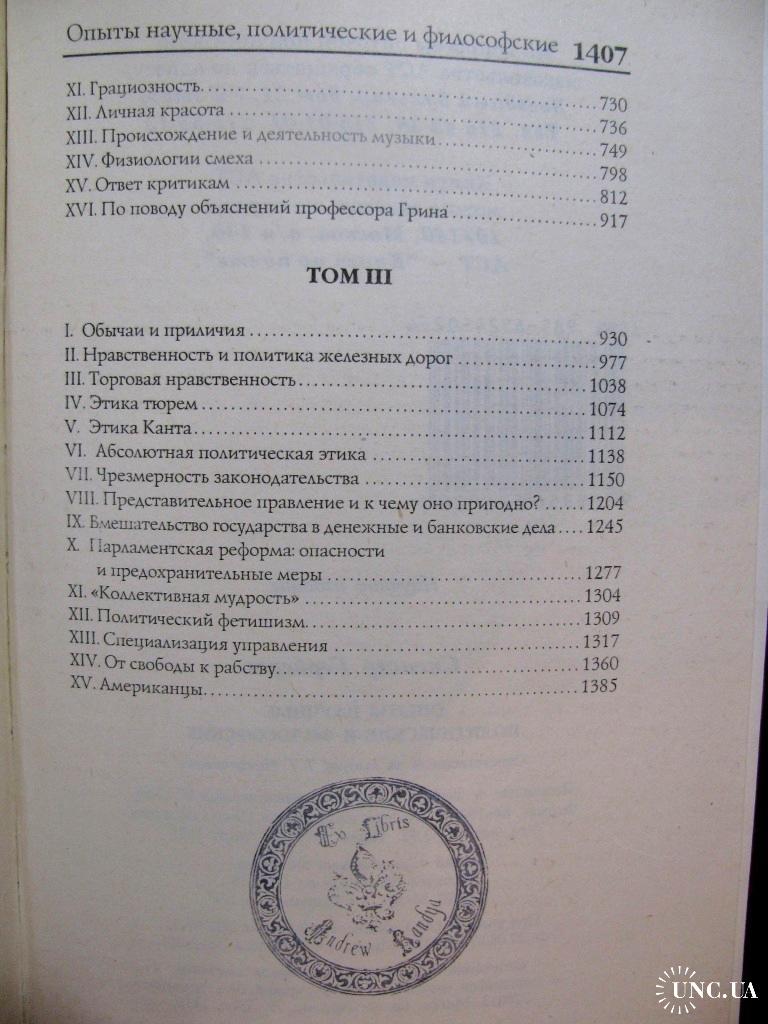 Опыты научные, политические и философские 1407
XI. Грациозность.......... 730
XII. Личная красота.......... 736
XIII. Происхождение и деятельность музыки.......... 749
XIV. Физиологии смеха.......... 798
XV. Ответ критикам.......... 812
XVI. По поводу объяснений профессора Грина.......... 917
ТОМ III
I. Обычаи и приличия.......... 930
II. Нравственность и политика железных дорог.......... 977
III. Торговая нравственность.......... 1038
IV. Этика тюрем.......... 1074
V. Этика Канта.......... 1112
VI. Абсолютная политическая этика.......... 1138
VII. Чрезмерность законодательства.......... 1150
VIII. Представительное правление и к чему оно пригодно?.......... 1204
IX. Вмешательство государства в денежные и банковские дела.... 1245
X. Парламентская реформа: опасности
и предохранительные меры.......... 1277
XI. «Коллективная мудрость».......... 1304
XII. Политический фетишизм.......... 1309
XIII. Специализация управления.......... 1317
XIV. От свободы к рабству.......... 1360
XV. Американцы.......... 1385
Ex Libris
Andrew
UNC.UA